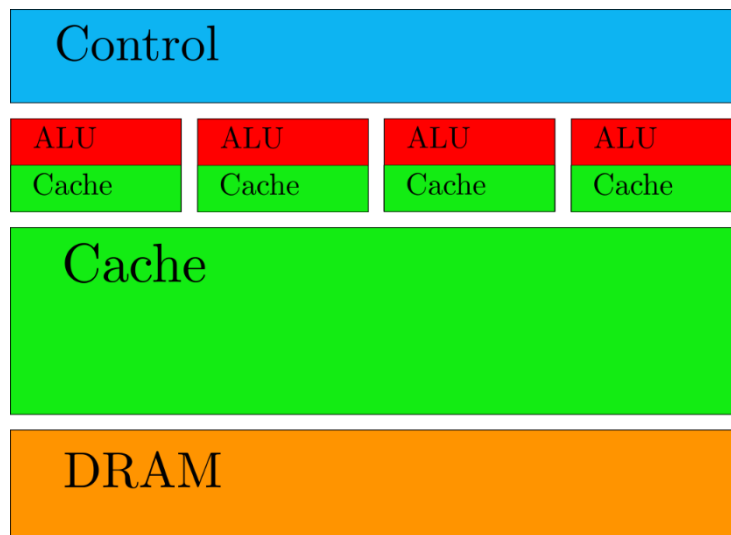 Control
ALU ALU ALU ALU
Cache Cache Cache Cache
Cache
DRAM